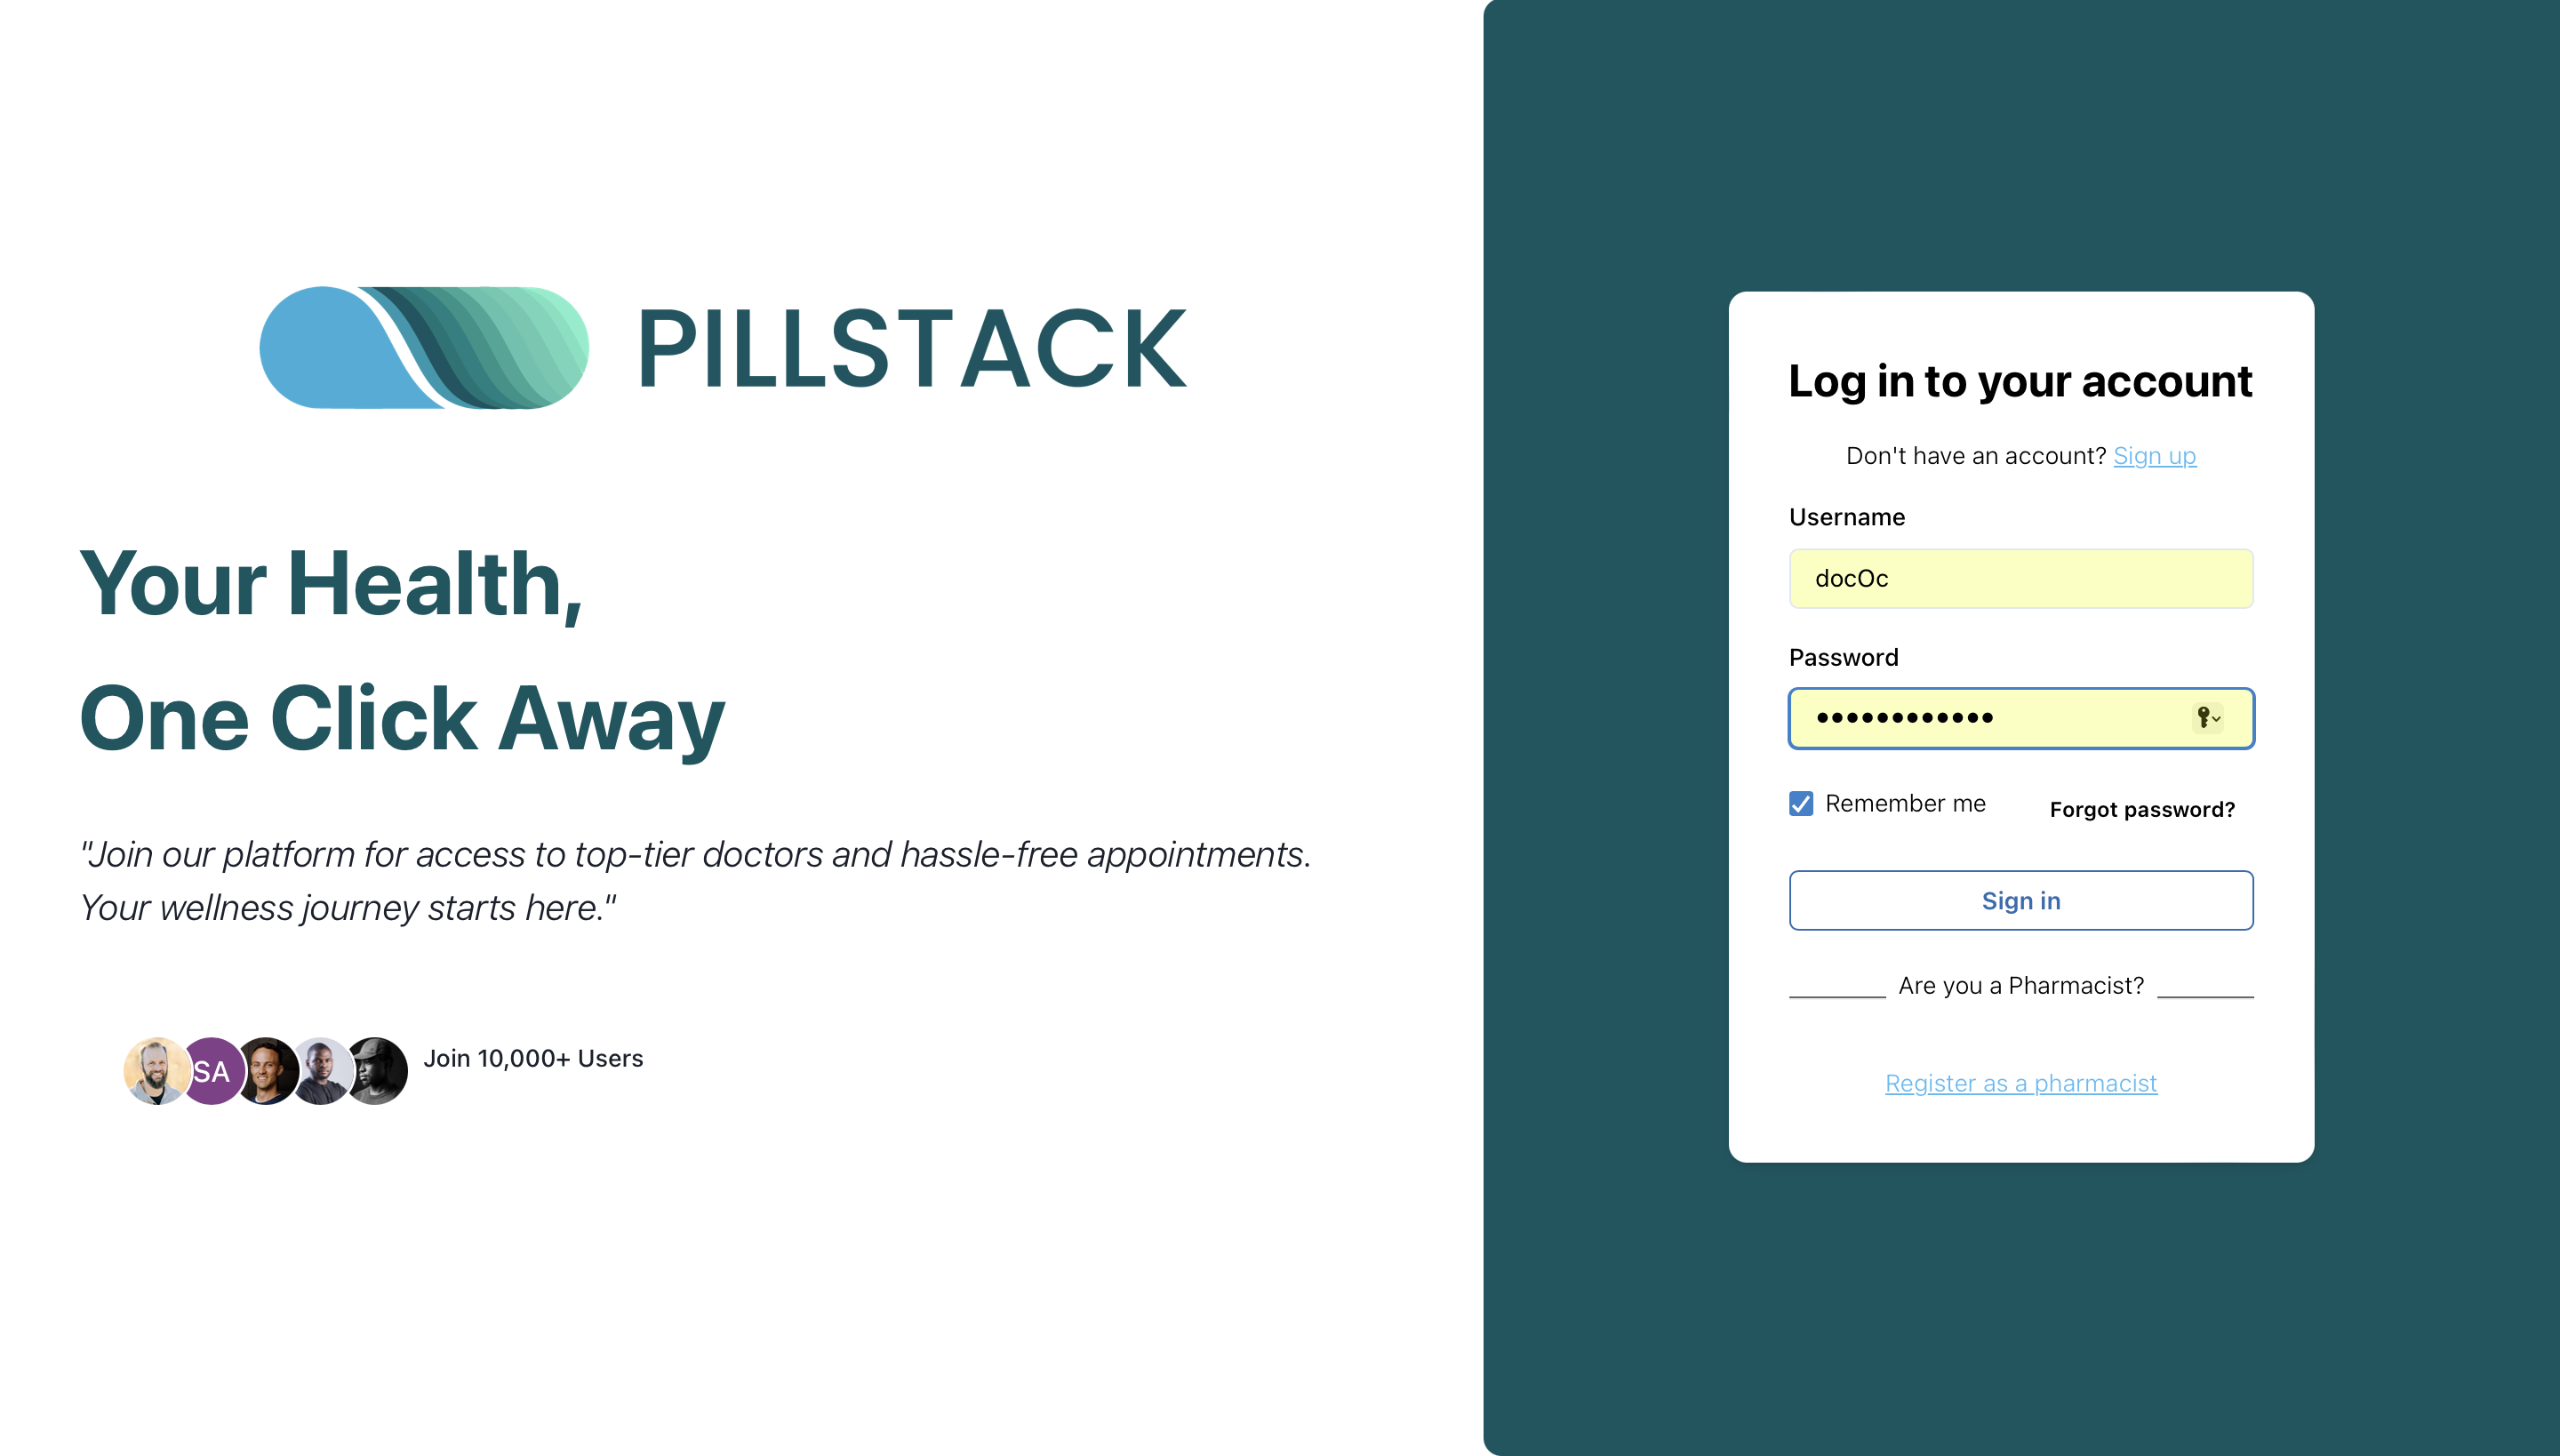 PILLSTACK
Your Health,
One Click Away
"Join our platform for access to top-tier doctors and hassle-free appointments.
Your wellness journey starts here."
SA
Join 10,000+ Users
Log in to your account
Don't have an account? Sign up
Username
docOc
Password
••••••••••••
Remember me
Forgot password?
Sign in
Are you a Pharmacist?
Register as a pharmacist